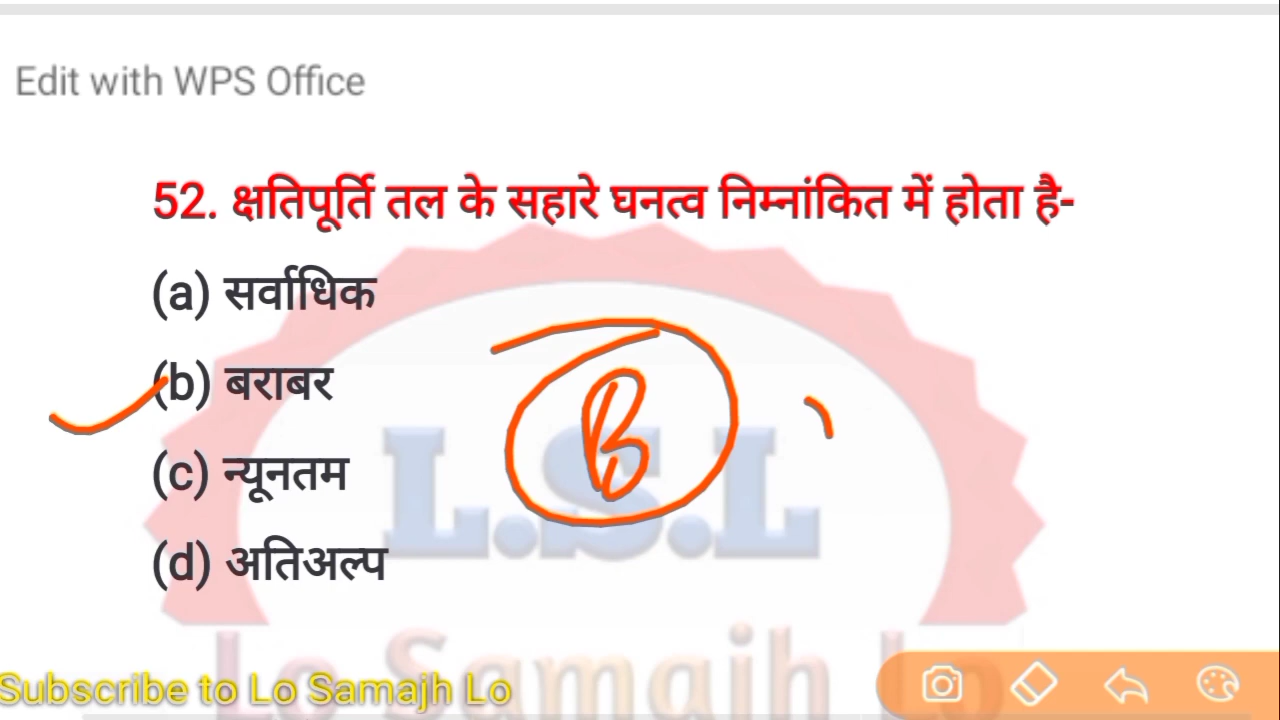 Edit with WPS Office
52. क्षतिपूर्ति तल के सहारे घनत्व निम्नांकित में होता है-
(a) सर्वाधिक
(b) बराबर
(c) न्यूनतम
(d) अतिअल्प
B
L.S.L
Lo Samajh Lo
Subscribe to Lo Samajh Lo